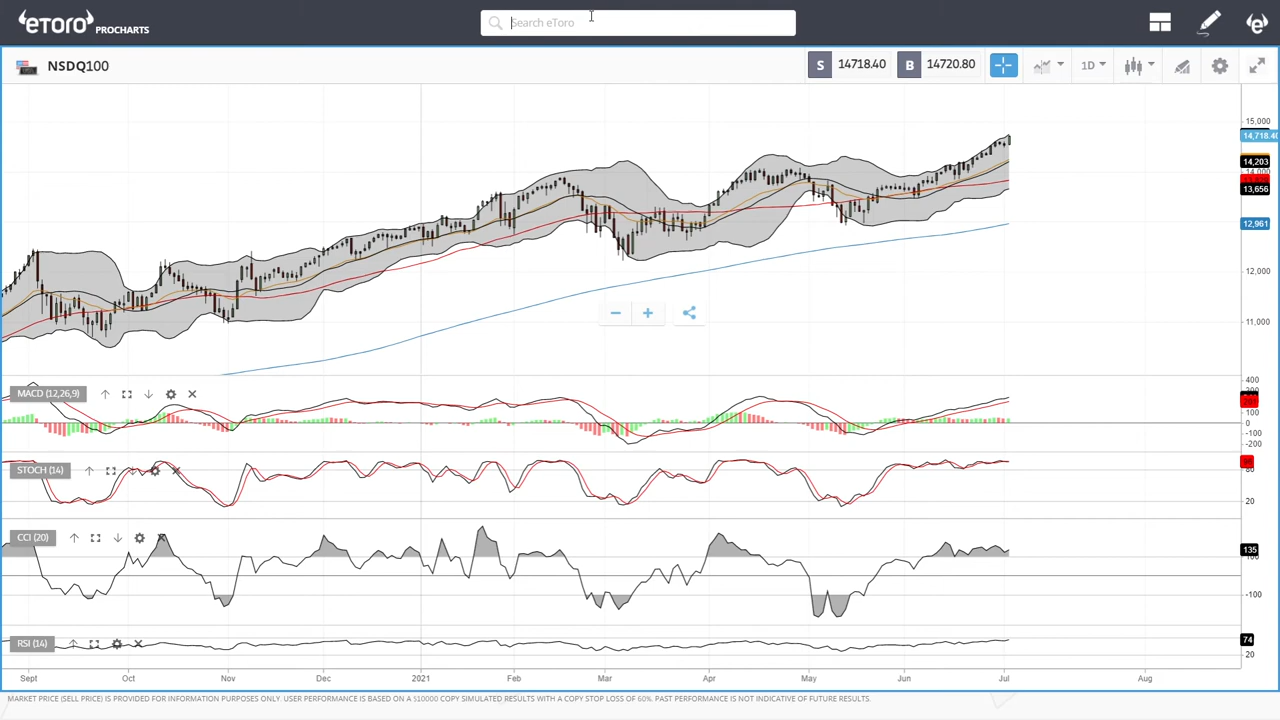 eTORO PROCHARTS
Search eToro
NSDQ100
S 14718.40 B 14720.80
1D
15,000
14,718.40
14,203
14,000
13,656
12,961
12,000
11,000
MACD (12,26,9)
400
100
0
-100
-200
STOCH (14)
80
20
CCI (20)
135
100
-100
RSI (14)
74
20
Sept Oct Nov Dec 2021 Feb Mar Apr May Jun Jul Aug
MARKET PRICE (SELL PRICE) IS PROVIDED FOR INFORMATION PURPOSES ONLY. USER PERFORMANCE IS BASED ON A $10000 COPY SIMULATED RESULTS WITH A COPY STOP LOSS OF 60%. PAST PERFORMANCE IS NOT INDICATIVE OF FUTURE RESULTS.